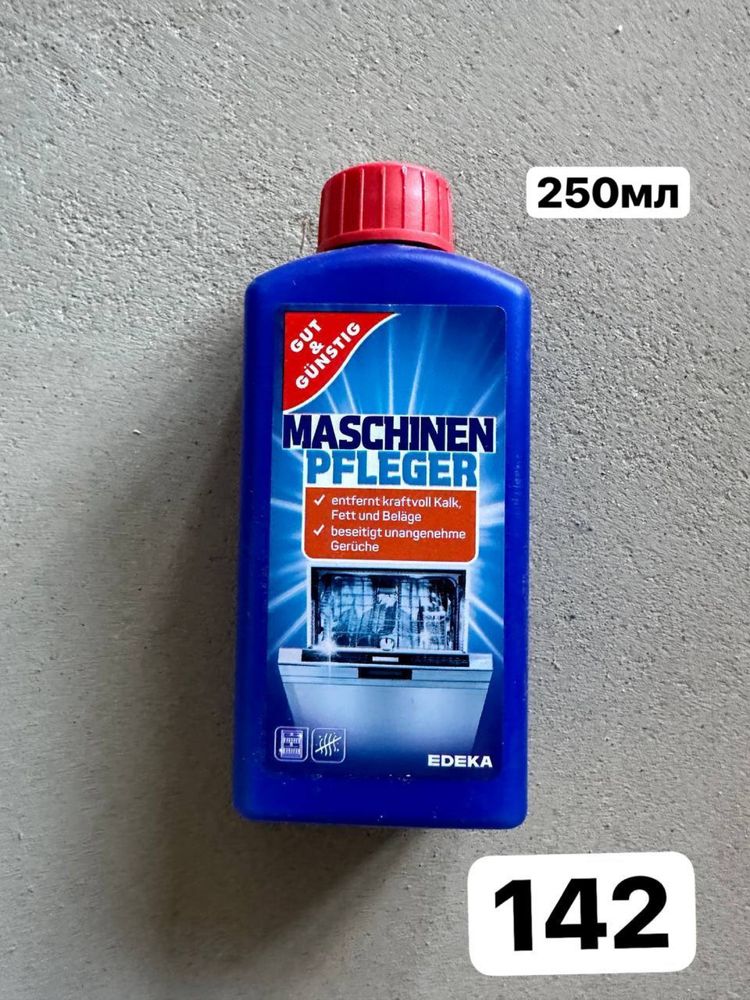 250мл
GUT
&
GÜNSTIG
MASCHINEN
PFLEGER
✓ entfernt kraftvoll Kalk,
Fett und Beläge
✓ beseitigt unangenehme
Gerüche
EDEKA
142